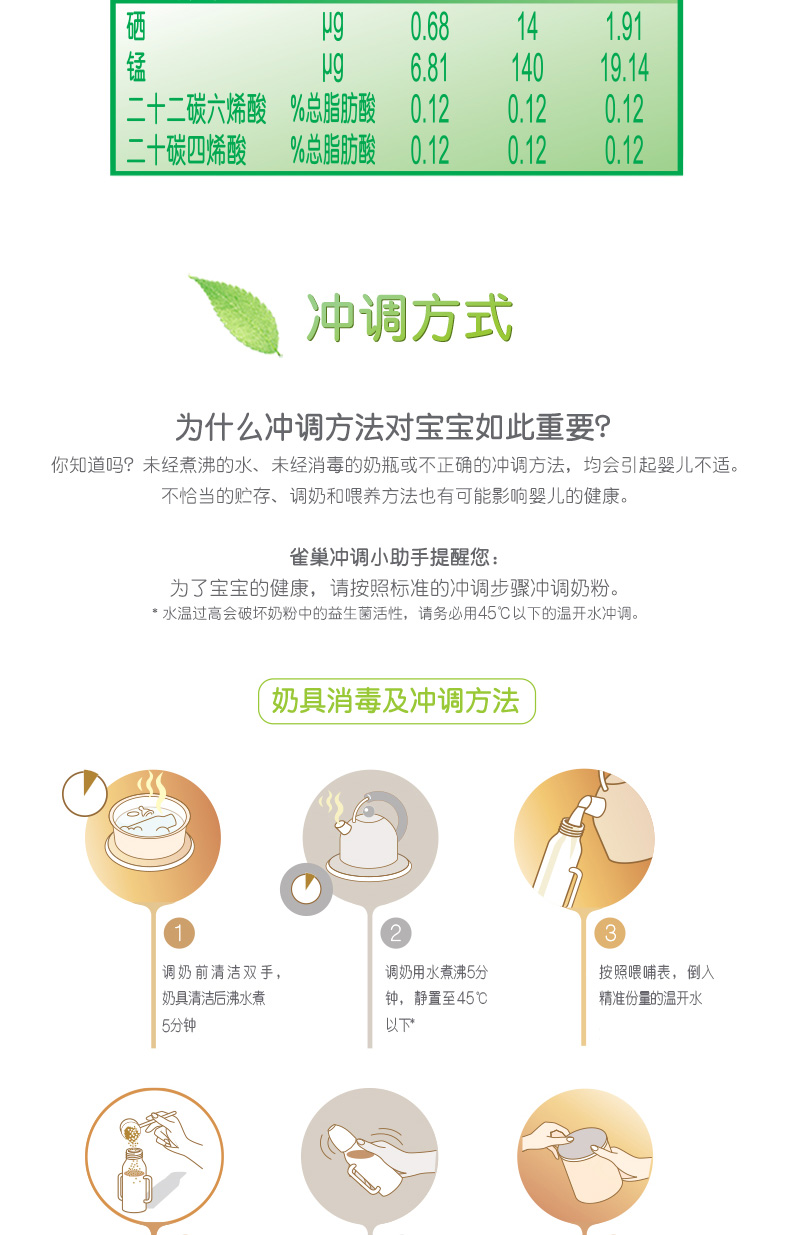 硒 μg 0.68 14 1.91
锰 μg 6.81 140 19.14
二十二碳六烯酸 %总脂肪酸 0.12 0.12 0.12
二十碳四烯酸 %总脂肪酸 0.12 0.12 0.12
冲调方式
为什么冲调方法对宝宝如此重要?
你知道吗? 未经煮沸的水、未经消毒的奶瓶或不正确的冲调方法，均会引起婴儿不适。
不恰当的贮存、调奶和喂养方法也有可能影响婴儿的健康。
雀巢冲调小助手提醒您：
为了宝宝的健康，请按照标准的冲调步骤冲调奶粉。
* 水温过高会破坏奶粉中的益生菌活性，请务必用45℃以下的温开水冲调。
奶具消毒及冲调方法
1
调奶前清洁双手，
奶具清洁后沸水煮
5分钟
2
调奶用水煮沸5分
钟，静置至45℃
以下*
3
按照喂哺表，倒入
精准份量的温开水